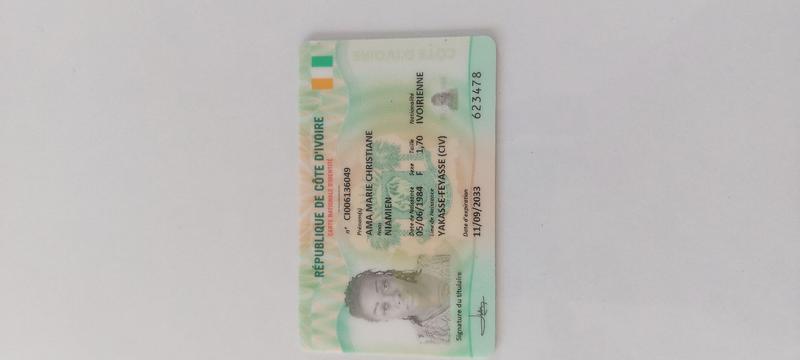 CÔTE D'IVOIRE
RÉPUBLIQUE DE CÔTE D'IVOIRE
CARTE NATIONALE D'IDENTITÉ
n° CI006136049
Prénom(s)
AMA MARIE CHRISTIANE
Nom
NIAMIEN
Date de Naissance Sexe Taille Nationalité
05/06/1984 F 1,70 IVOIRIENNE
Lieu de Naissance
YAKASSE-FEYASSE (CIV)
Date d'expiration
11/09/2033
623478
Signature du titulaire